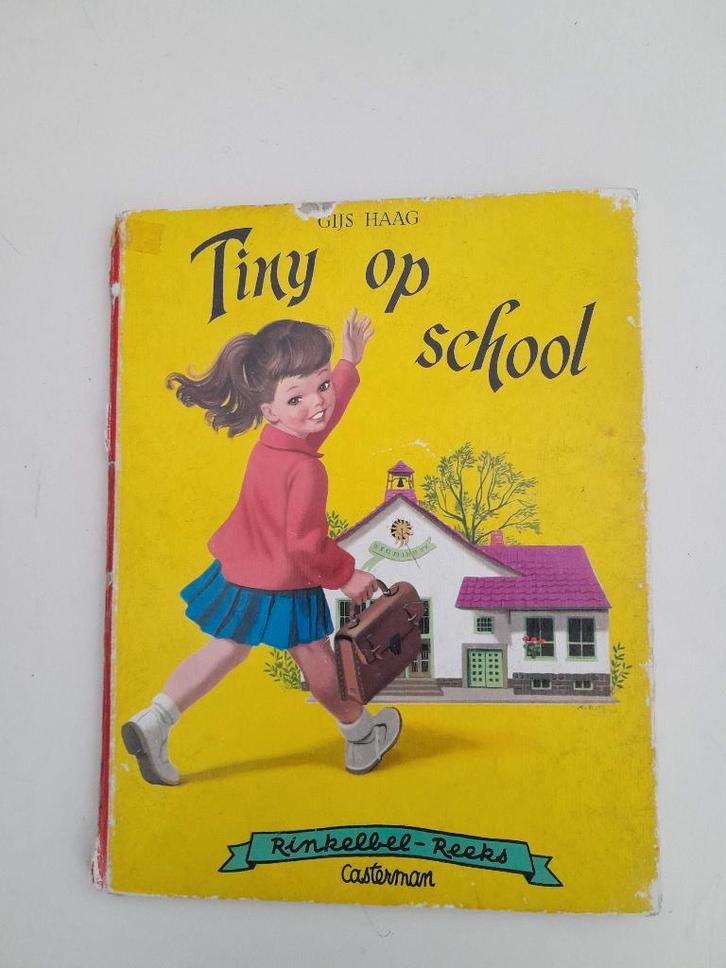 GIJS HAAG
Tiny op
school
Rinkelbel-Reeks
Casterman